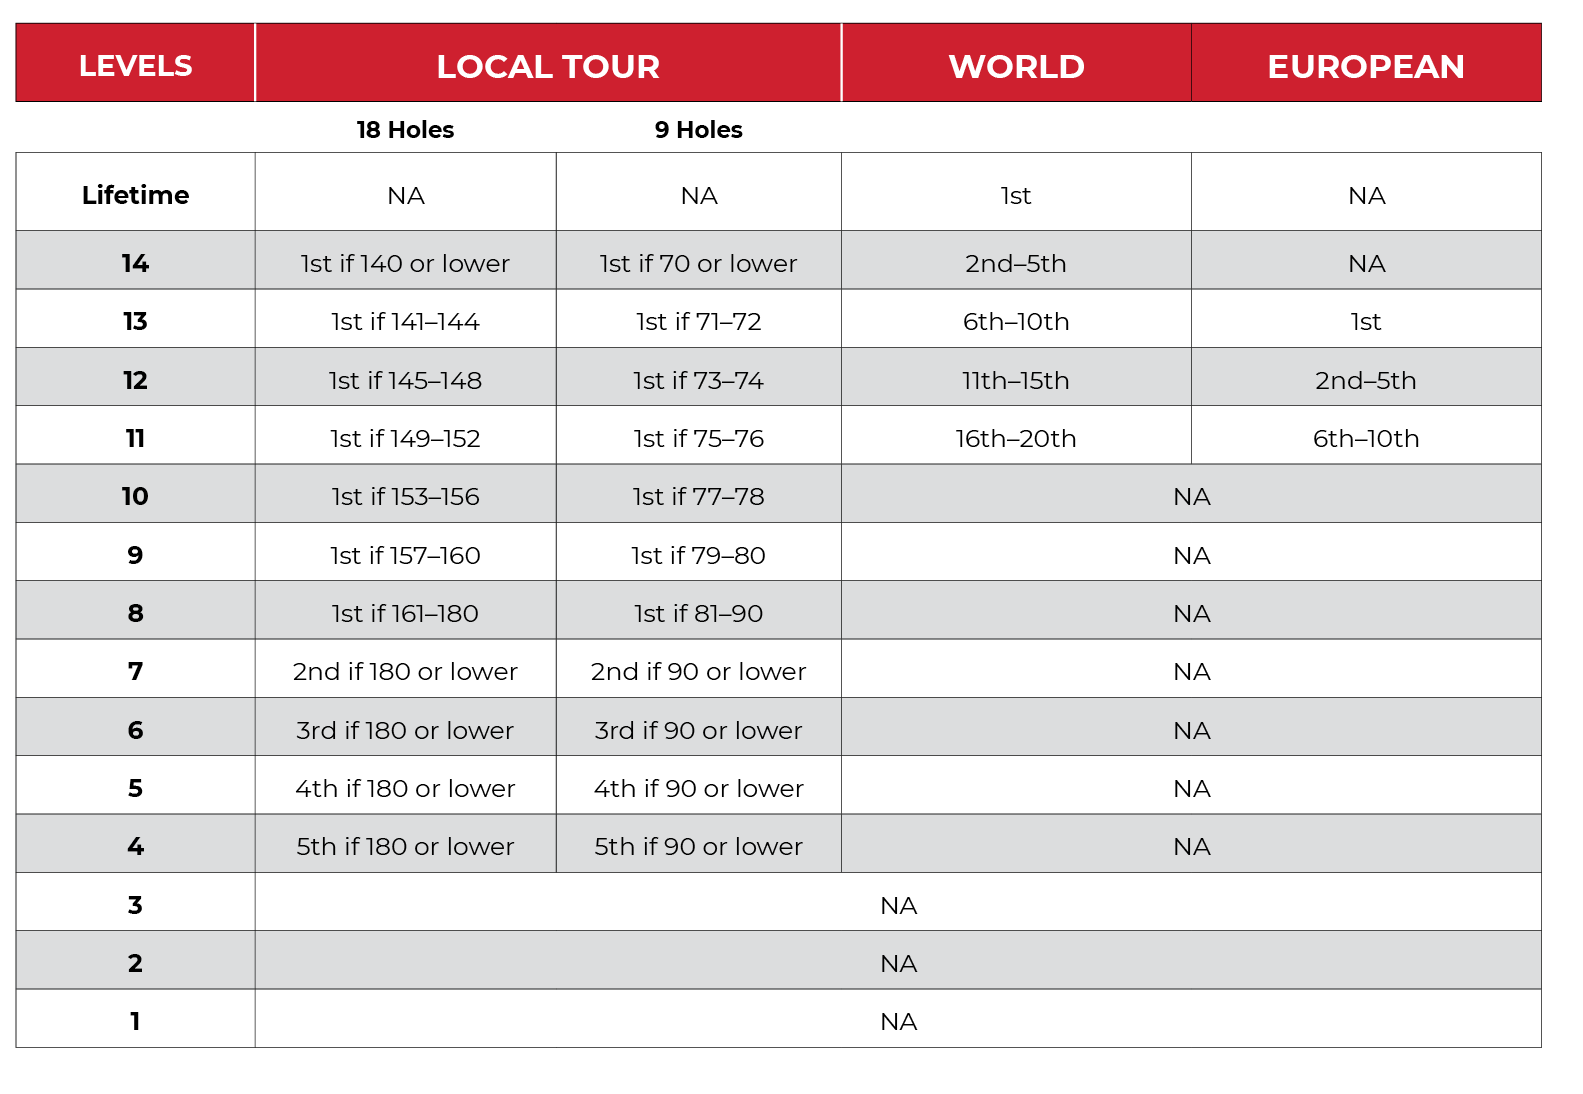 LEVELS LOCAL TOUR WORLD EUROPEAN
18 Holes 9 Holes
Lifetime NA NA 1st NA
14 1st if 140 or lower 1st if 70 or lower 2nd–5th NA
13 1st if 141–144 1st if 71–72 6th–10th 1st
12 1st if 145–148 1st if 73–74 11th–15th 2nd–5th
11 1st if 149–152 1st if 75–76 16th–20th 6th–10th
10 1st if 153–156 1st if 77–78 NA
9 1st if 157–160 1st if 79–80 NA
8 1st if 161–180 1st if 81–90 NA
7 2nd if 180 or lower 2nd if 90 or lower NA
6 3rd if 180 or lower 3rd if 90 or lower NA
5 4th if 180 or lower 4th if 90 or lower NA
4 5th if 180 or lower 5th if 90 or lower NA
3 NA
2 NA
1 NA